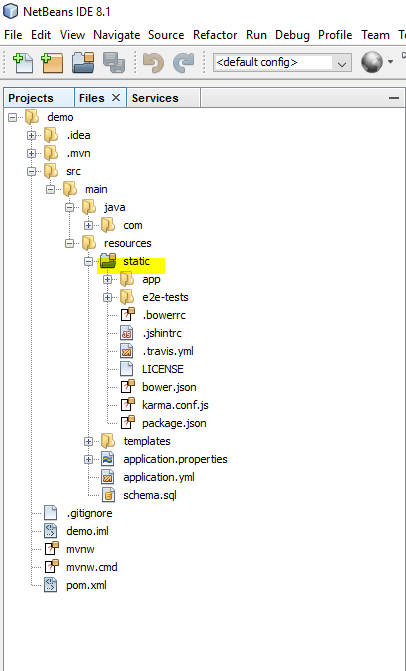 NetBeans IDE 8.1
File Edit View Navigate Source Refactor Run Debug Profile Team
<default config>
Projects Files Services
demo
.idea
.mvn
src
main
java
com
resources
static
app
e2e-tests
.bowerrc
.jshintrc
.travis.yml
LICENSE
bower.json
karma.conf.js
package.json
templates
application.properties
application.yml
schema.sql
.gitignore
demo.iml
mvnw
mvnw.cmd
pom.xml